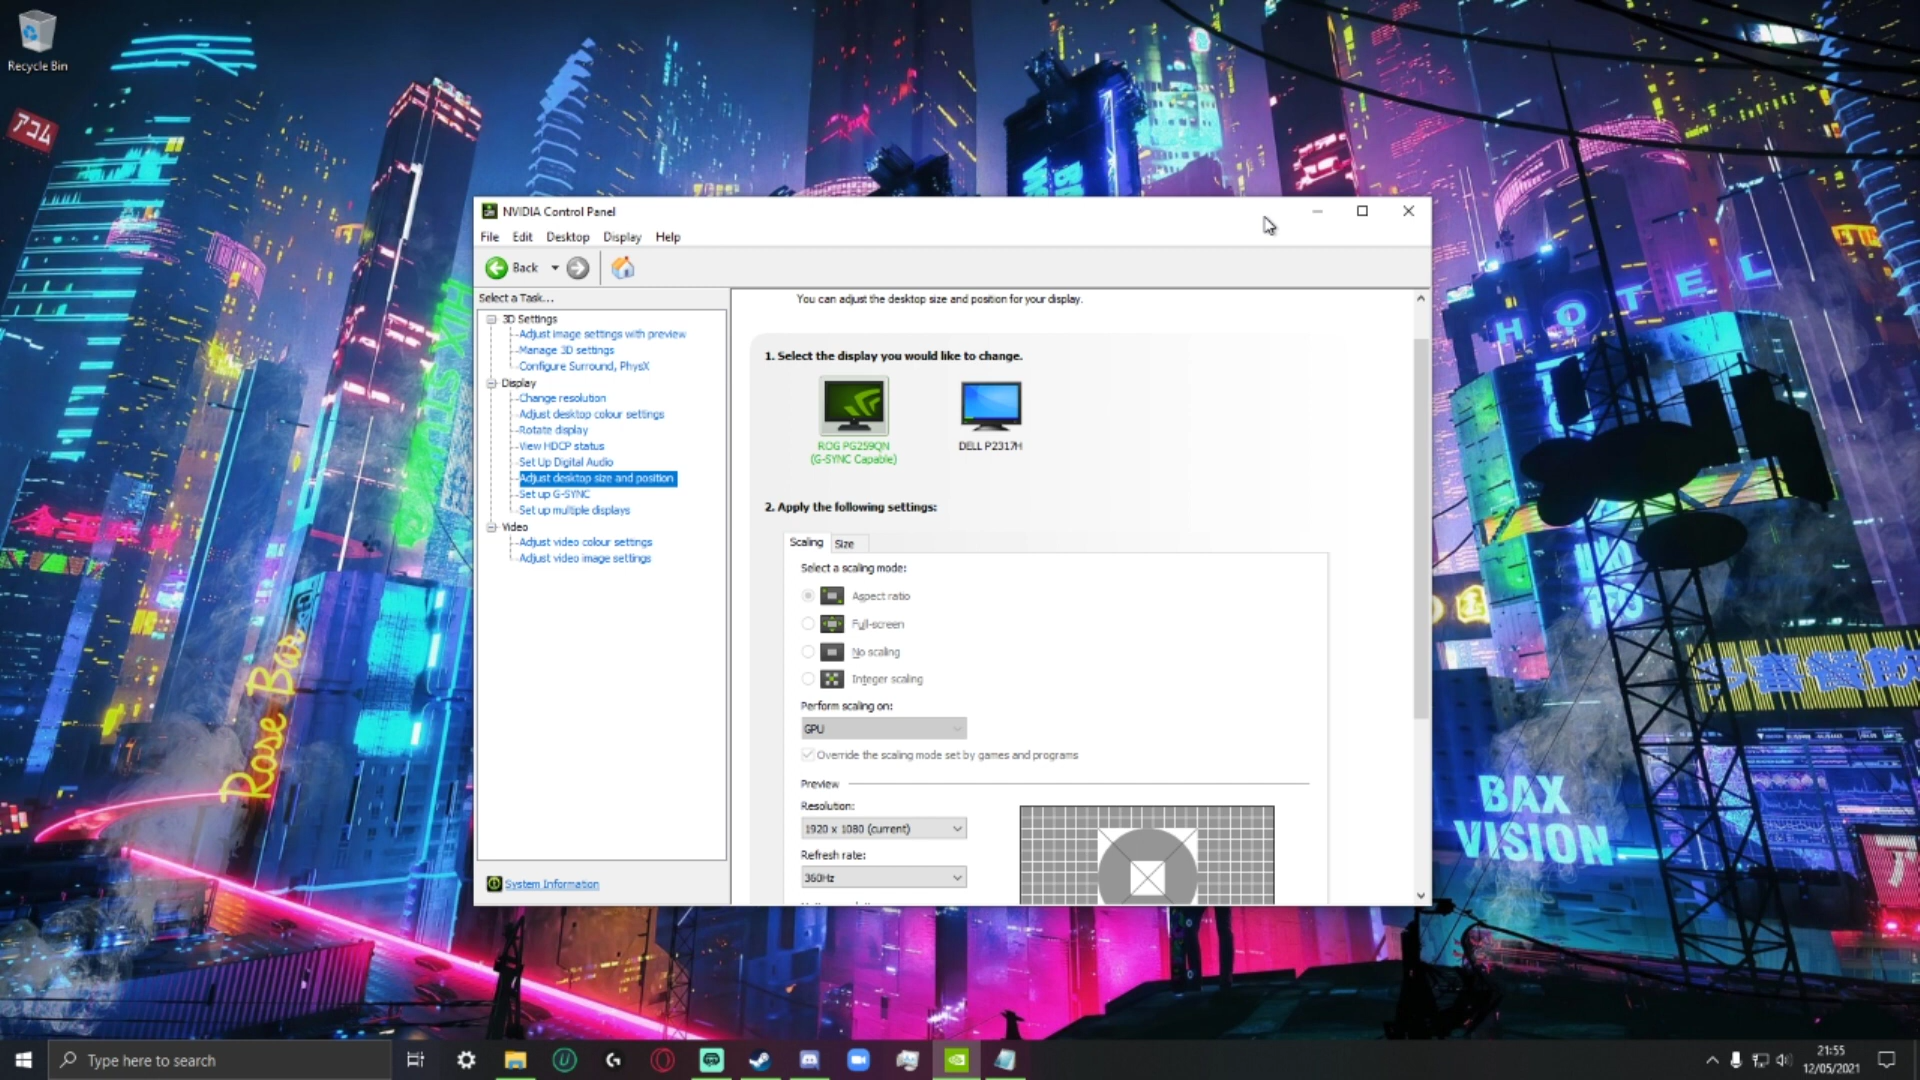 Recycle Bin
アコム
Rose Bar
HOTEL
BAX
VISION
NVIDIA Control Panel
File Edit Desktop Display Help
Back
Select a Task...
3D Settings
Adjust image settings with preview
Manage 3D settings
Configure Surround, PhysX
Display
Change resolution
Adjust desktop colour settings
Rotate display
View HDCP status
Set Up Digital Audio
Adjust desktop size and position
Set up G-SYNC
Set up multiple displays
Video
Adjust video colour settings
Adjust video image settings
System Information
You can adjust the desktop size and position for your display.
1. Select the display you would like to change.
ROG PG259QN
(G-SYNC Capable)
DELL P2317H
2. Apply the following settings:
Scaling Size
Select a scaling mode:
Aspect ratio
Full-screen
No scaling
Integer scaling
Perform scaling on:
GPU
Override the scaling mode set by games and programs
Preview
Resolution:
1920 x 1080 (current)
Refresh rate:
360Hz
Type here to search
21:55
12/05/2021